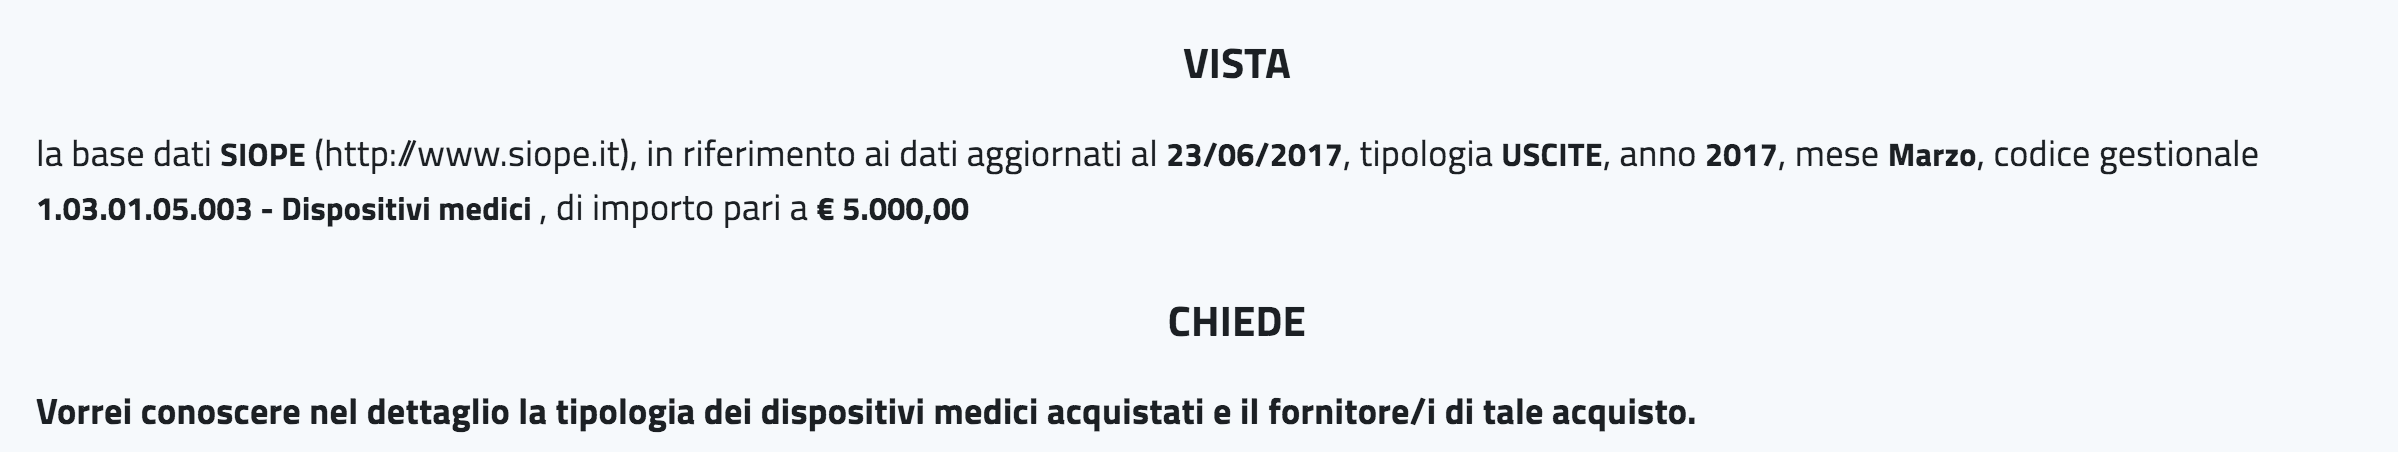 VISTA
la base dati SIOPE (http://www.siope.it), in riferimento ai dati aggiornati al 23/06/2017, tipologia USCITE, anno 2017, mese Marzo, codice gestionale
1.03.01.05.003 - Dispositivi medici , di importo pari a € 5.000,00
CHIEDE
Vorrei conoscere nel dettaglio la tipologia dei dispositivi medici acquistati e il fornitore/i di tale acquisto.